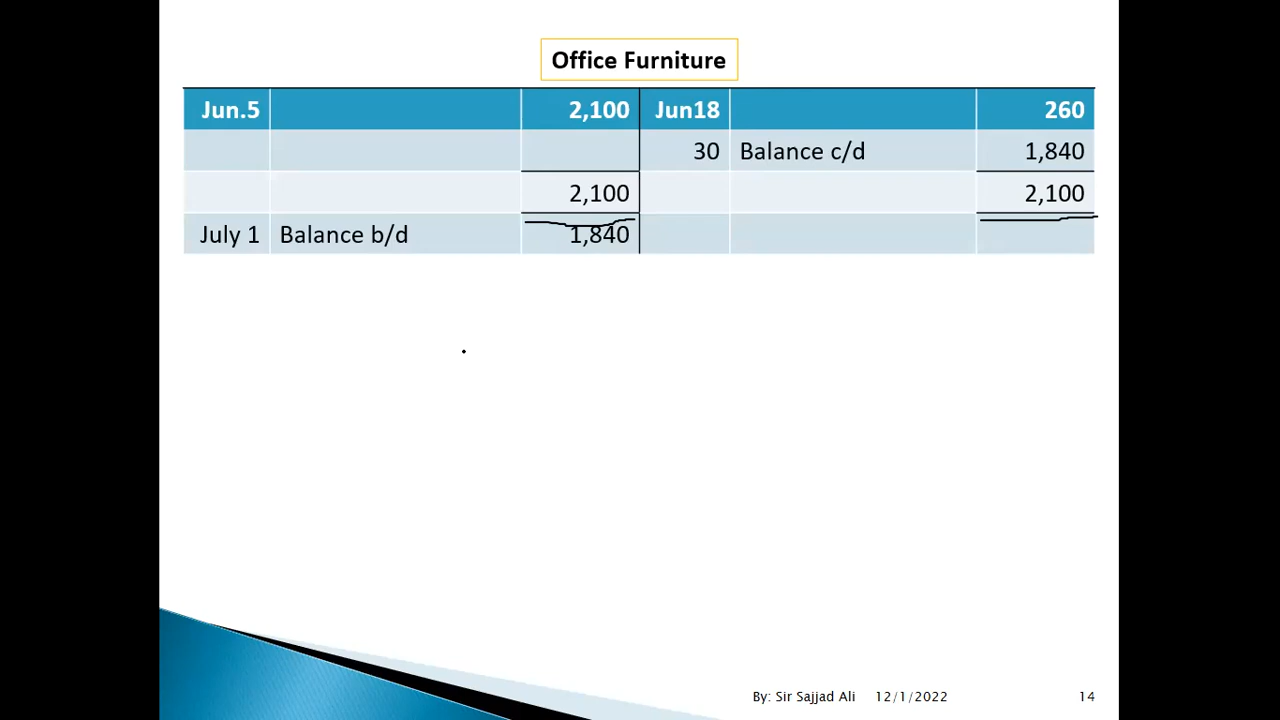 Office Furniture
Jun.5 2,100 Jun18 260
30 Balance c/d 1,840
2,100 2,100
July 1 Balance b/d 1,840
By: Sir Sajjad Ali 12/1/2022 14